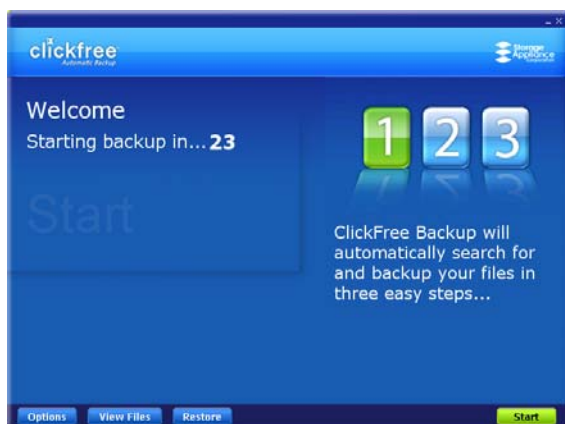 clickfree
Automatic Backup
Storage
Appliance
Corporation
Welcome
Starting backup in...23
Start
1 2 3
ClickFree Backup will
automatically search for
and backup your files in
three easy steps...
Options
View Files
Restore
Start